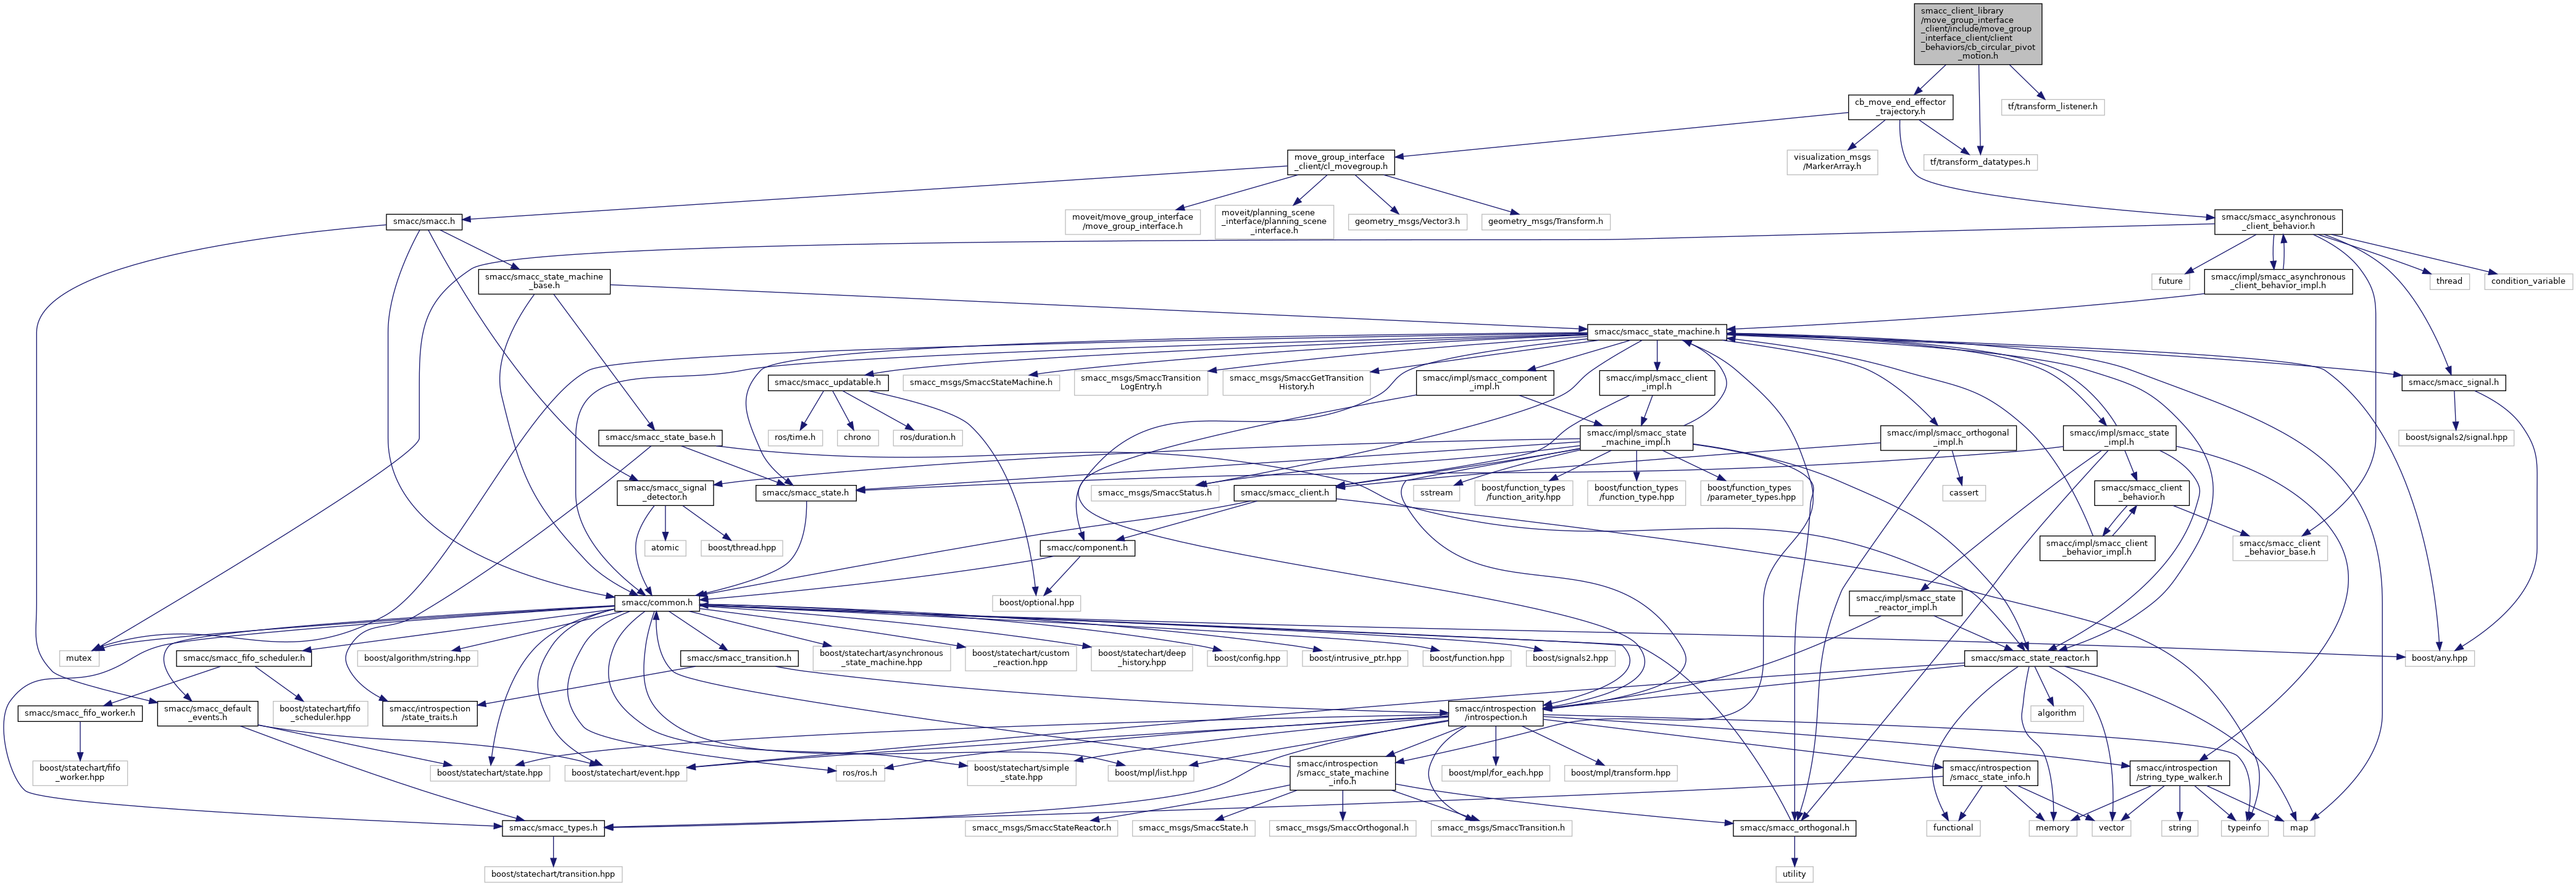 smacc_client_library
/move_group_interface
_client/include/move_group
_interface_client/client
_behaviors/cb_circular_pivot
_motion.h
cb_move_end_effector
_trajectory.h
tf/transform_listener.h
move_group_interface
_client/cl_movegroup.h
visualization_msgs
/MarkerArray.h
tf/transform_datatypes.h
smacc/smacc.h
moveit/move_group_interface
/move_group_interface.h
moveit/planning_scene
_interface/planning_scene
_interface.h
geometry_msgs/Vector3.h
geometry_msgs/Transform.h
smacc/smacc_asynchronous
_client_behavior.h
smacc/smacc_state_machine
_base.h
future
smacc/impl/smacc_asynchronous
_client_behavior_impl.h
thread
condition_variable
smacc/smacc_state_machine.h
smacc/smacc_updatable.h
smacc_msgs/SmaccStateMachine.h
smacc_msgs/SmaccTransition
LogEntry.h
smacc_msgs/SmaccGetTransition
History.h
smacc/impl/smacc_component
_impl.h
smacc/impl/smacc_client
_impl.h
smacc/smacc_signal.h
ros/time.h
chrono
ros/duration.h
smacc/smacc_state_base.h
smacc/impl/smacc_state
_machine_impl.h
smacc/impl/smacc_orthogonal
_impl.h
smacc/impl/smacc_state
_impl.h
boost/signals2/signal.hpp
smacc/smacc_signal
_detector.h
smacc/smacc_state.h
smacc_msgs/SmaccStatus.h
smacc/smacc_client.h
sstream
boost/function_types
/function_arity.hpp
boost/function_types
/function_type.hpp
boost/function_types
/parameter_types.hpp
cassert
smacc/smacc_client
_behavior.h
atomic
boost/thread.hpp
smacc/component.h
smacc/impl/smacc_client
_behavior_impl.h
smacc/smacc_client
_behavior_base.h
smacc/common.h
boost/optional.hpp
smacc/impl/smacc_state
_reactor_impl.h
mutex
smacc/smacc_fifo_scheduler.h
boost/algorithm/string.hpp
smacc/smacc_transition.h
boost/statechart/asynchronous
_state_machine.hpp
boost/statechart/custom
_reaction.hpp
boost/statechart/deep
_history.hpp
boost/config.hpp
boost/intrusive_ptr.hpp
boost/function.hpp
boost/signals2.hpp
smacc/smacc_state_reactor.h
boost/any.hpp
smacc/smacc_fifo_worker.h
smacc/smacc_default
_events.h
boost/statechart/fifo
_scheduler.hpp
smacc/introspection
/state_traits.h
smacc/introspection
/introspection.h
algorithm
boost/statechart/fifo
_worker.hpp
boost/statechart/state.hpp
boost/statechart/event.hpp
ros/ros.h
boost/statechart/simple
_state.hpp
boost/mpl/list.hpp
smacc/introspection
/smacc_state_machine
_info.h
boost/mpl/for_each.hpp
boost/mpl/transform.hpp
smacc/introspection
/smacc_state_info.h
smacc/introspection
/string_type_walker.h
smacc/smacc_types.h
smacc_msgs/SmaccStateReactor.h
smacc_msgs/SmaccState.h
smacc_msgs/SmaccOrthogonal.h
smacc_msgs/SmaccTransition.h
smacc/smacc_orthogonal.h
functional
memory
vector
string
typeinfo
map
boost/statechart/transition.hpp
utility